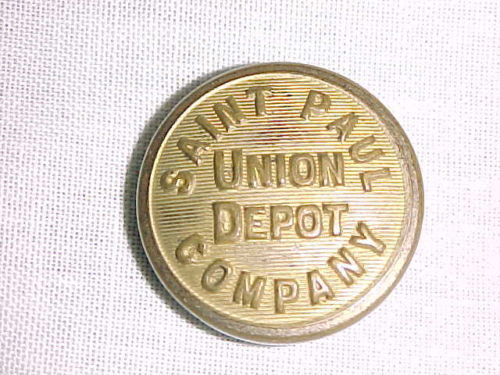 SAINT PAUL
UNION
DEPOT
COMPANY